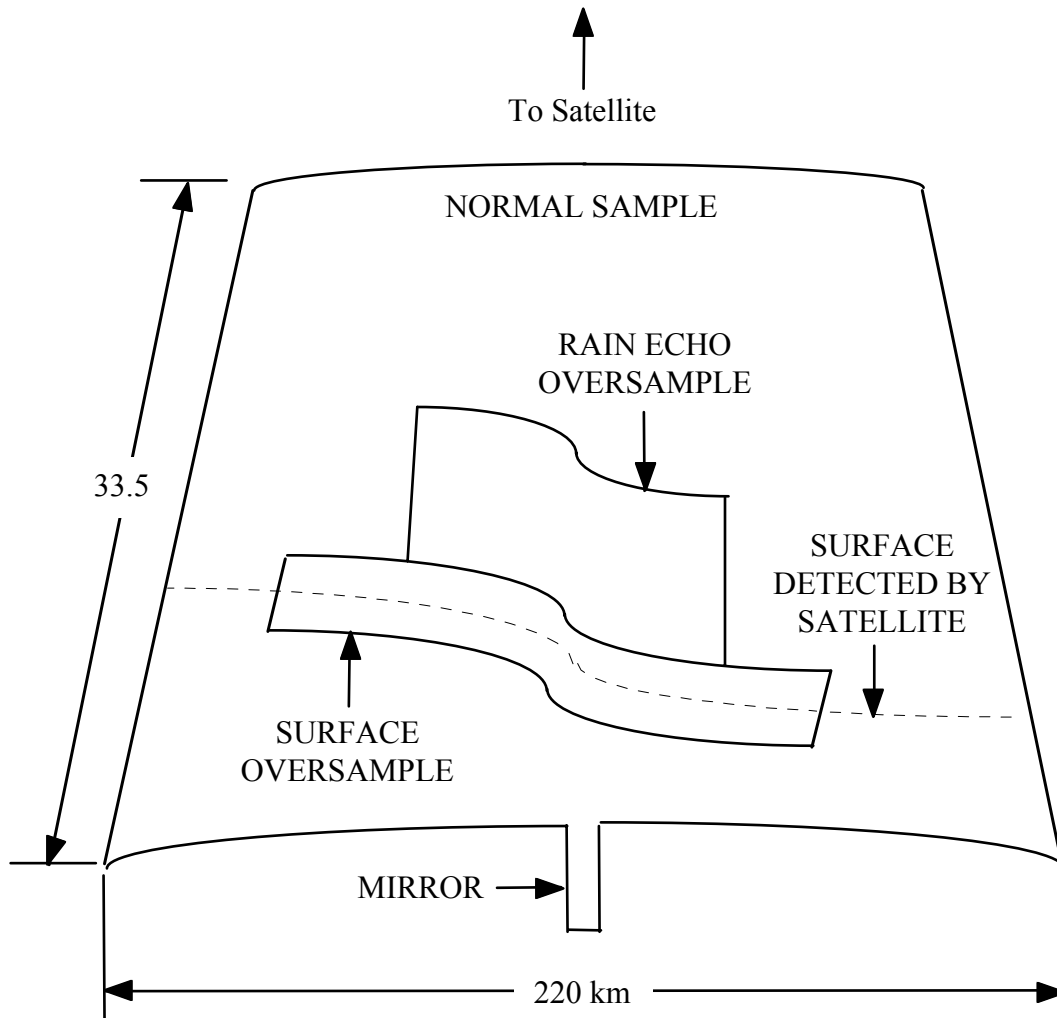 To Satellite
NORMAL SAMPLE
RAIN ECHO
OVERSAMPLE
33.5
SURFACE
DETECTED BY
SATELLITE
SURFACE
OVERSAMPLE
MIRROR
220 km